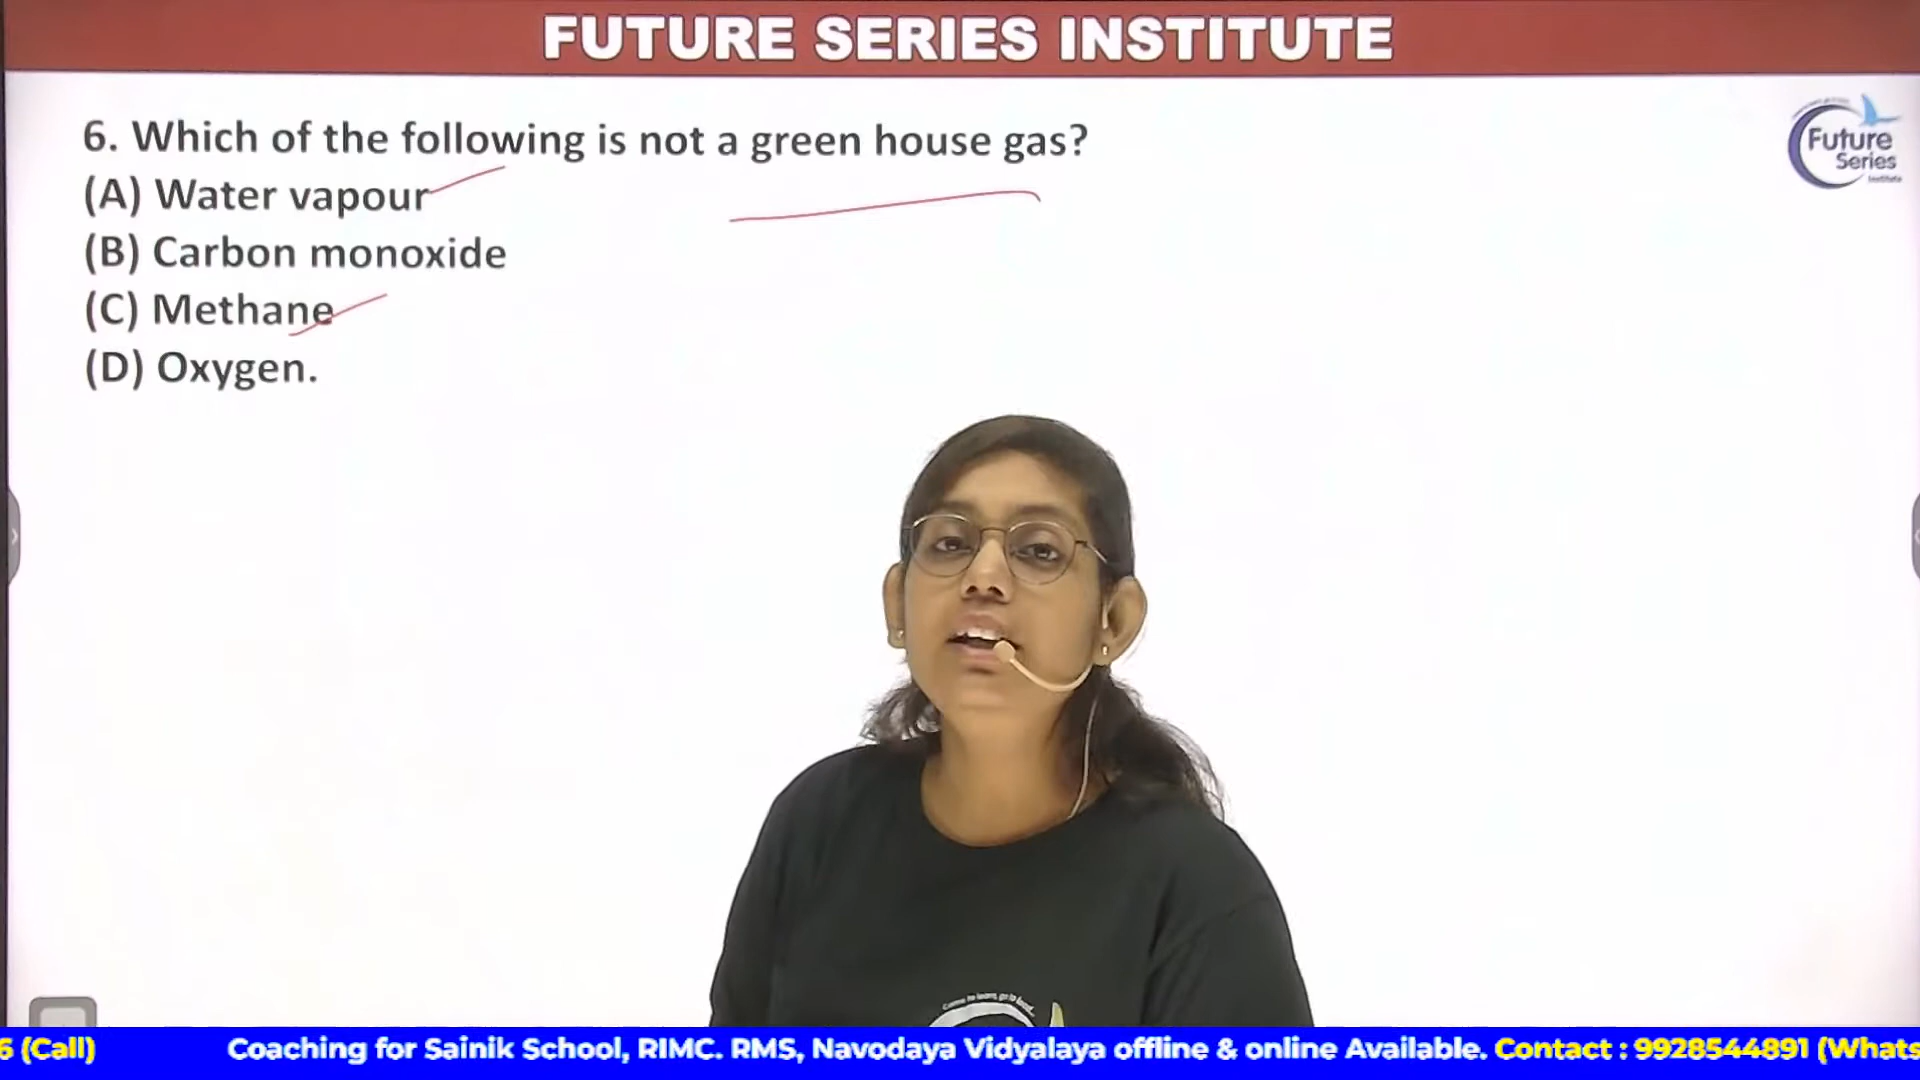 FUTURE SERIES INSTITUTE
6. Which of the following is not a green house gas?
(A) Water vapour
(B) Carbon monoxide
(C) Methane
(D) Oxygen.
Future
Series
Institute
6 (Call) Coaching for Sainik School, RIMC. RMS, Navodaya Vidyalaya offline & online Available. Contact : 9928544891 (Whats